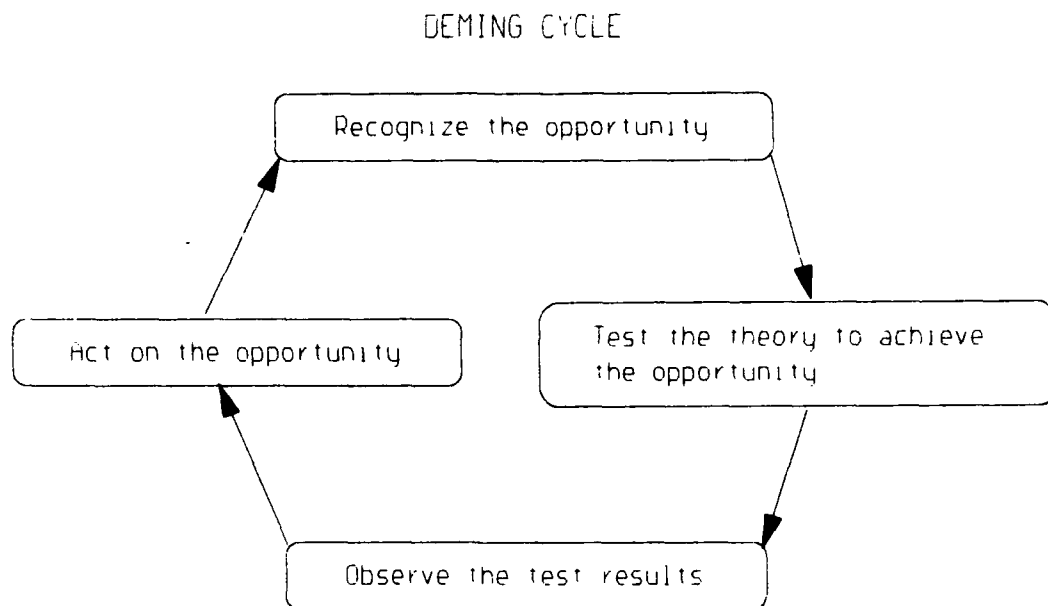 DEMING CYCLE
Recognize the opportunity
Act on the opportunity
Test the theory to achieve
the opportunity
Observe the test results